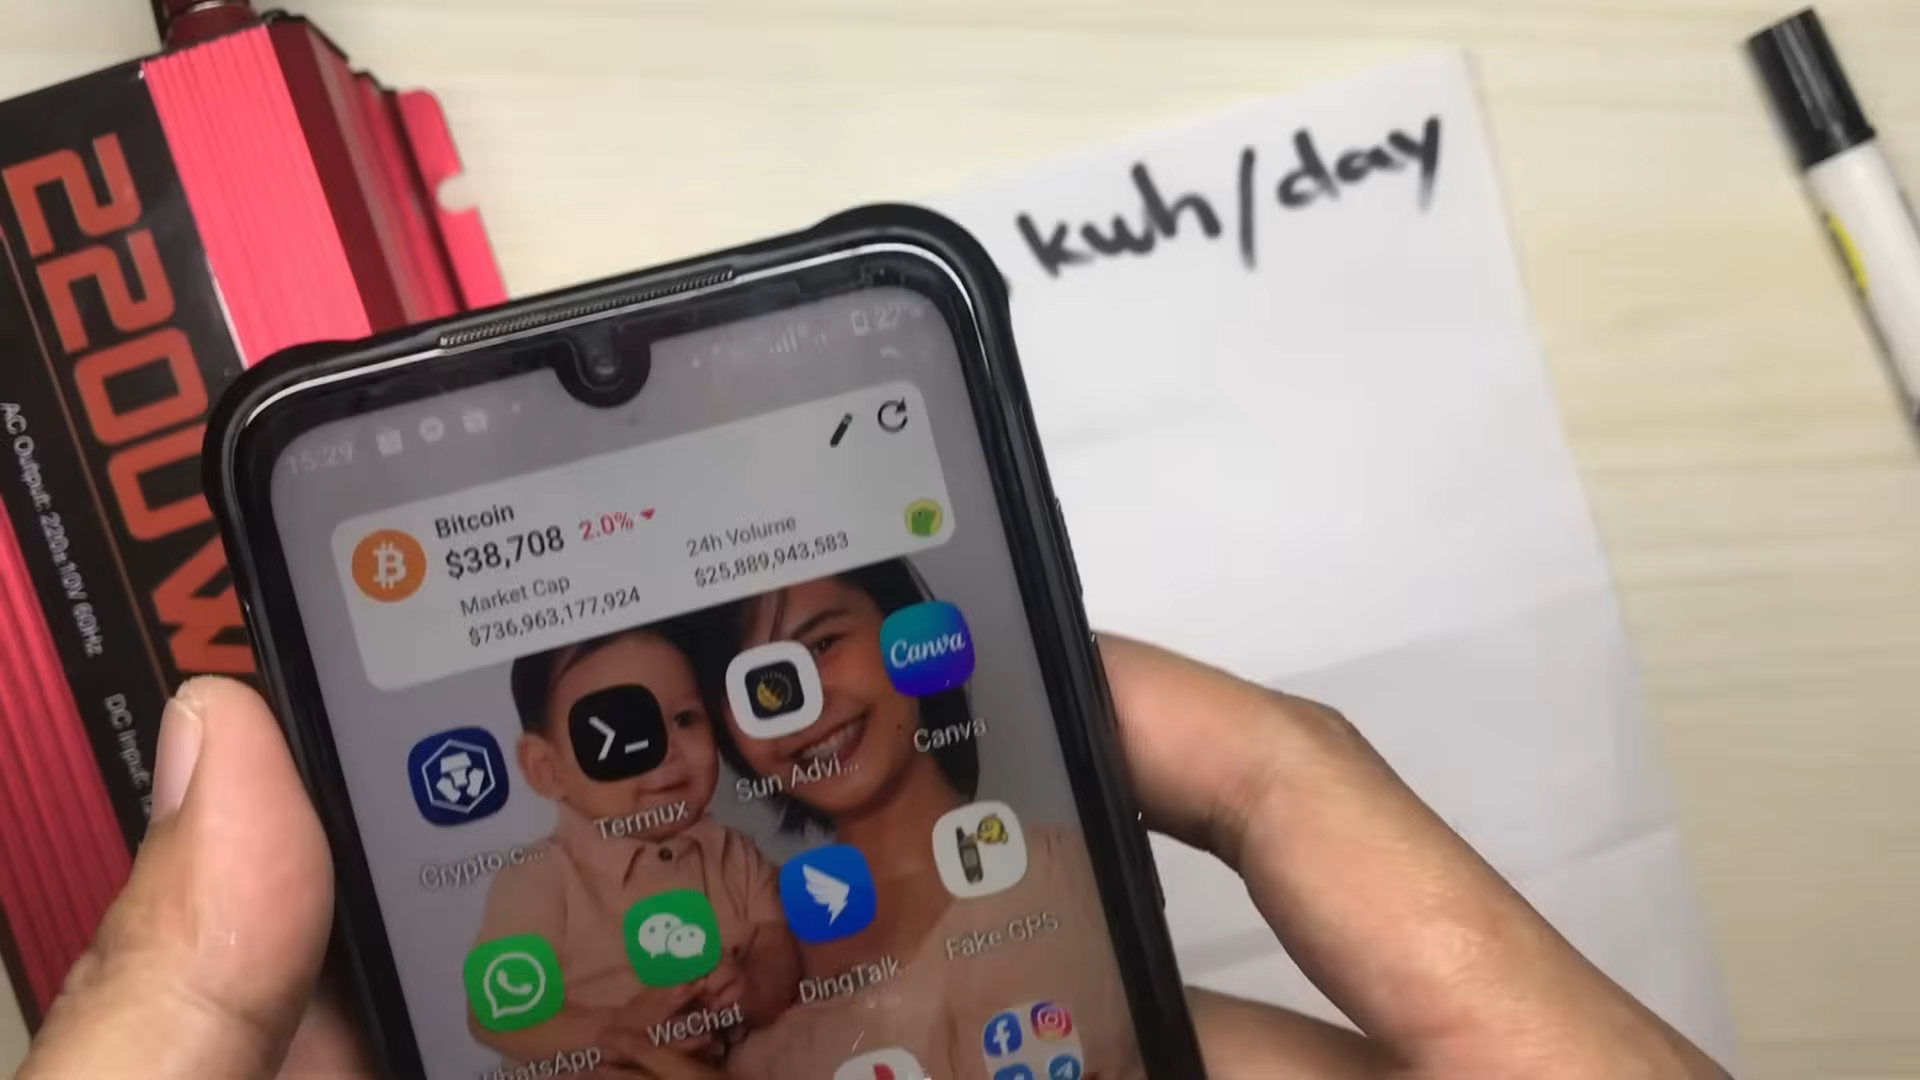 2200W
AC Output: 220±10V 60Hz
DC Input:
kwh/day
15:29
22%
Bitcoin
$38,708 2.0%
Market Cap
$736,963,177,924
24h Volume
$25,889,943,583
Canva
Crypto c...
Termux
Sun Advi...
Canva
WhatsApp
WeChat
DingTalk
Fake GPS